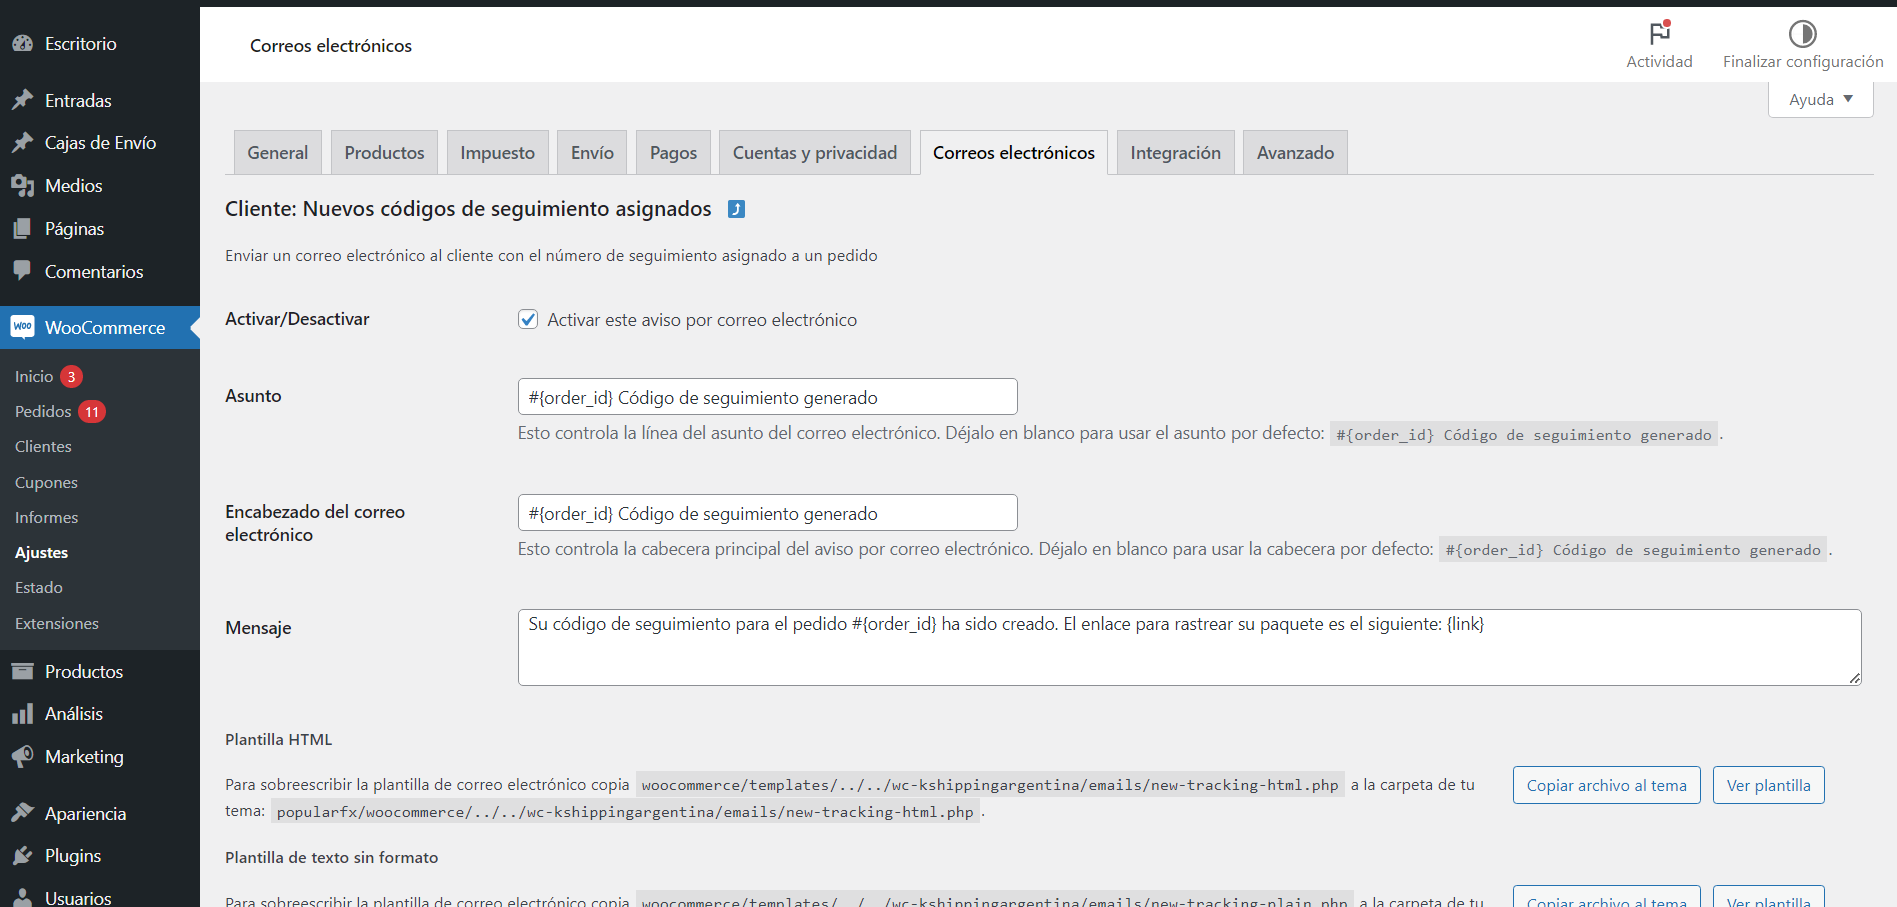 Escritorio
Entradas
Cajas de Envío
Medios
Páginas
Comentarios
Woo WooCommerce
Inicio 3
Pedidos 11
Clientes
Cupones
Informes
Ajustes
Estado
Extensiones
Productos
Análisis
Marketing
Apariencia
Plugins
Usuarios
Correos electrónicos
Actividad
Finalizar configuración
Ayuda
General
Productos
Impuesto
Envío
Pagos
Cuentas y privacidad
Correos electrónicos
Integración
Avanzado
Cliente: Nuevos códigos de seguimiento asignados
Enviar un correo electrónico al cliente con el número de seguimiento asignado a un pedido
Activar/Desactivar
Activar este aviso por correo electrónico
Asunto
#{order_id} Código de seguimiento generado
Esto controla la línea del asunto del correo electrónico. Déjalo en blanco para usar el asunto por defecto: #{order_id} Código de seguimiento generado.
Encabezado del correo
electrónico
#{order_id} Código de seguimiento generado
Esto controla la cabecera principal del aviso por correo electrónico. Déjalo en blanco para usar la cabecera por defecto: #{order_id} Código de seguimiento generado.
Mensaje
Su código de seguimiento para el pedido #{order_id} ha sido creado. El enlace para rastrear su paquete es el siguiente: {link}
Plantilla HTML
Para sobreescribir la plantilla de correo electrónico copia woocommerce/templates/../../wc-kshippingargentina/emails/new-tracking-html.php a la carpeta de tu
tema: popularfx/woocommerce/../../wc-kshippingargentina/emails/new-tracking-html.php.
Copiar archivo al tema
Ver plantilla
Plantilla de texto sin formato
Para sobreescribir la plantilla de correo electrónico copia woocommerce/templates/../../wc-kshippingargentina/emails/new-tracking-plain.php a la carpeta de tu
Copiar archivo al tema
Ver plantilla